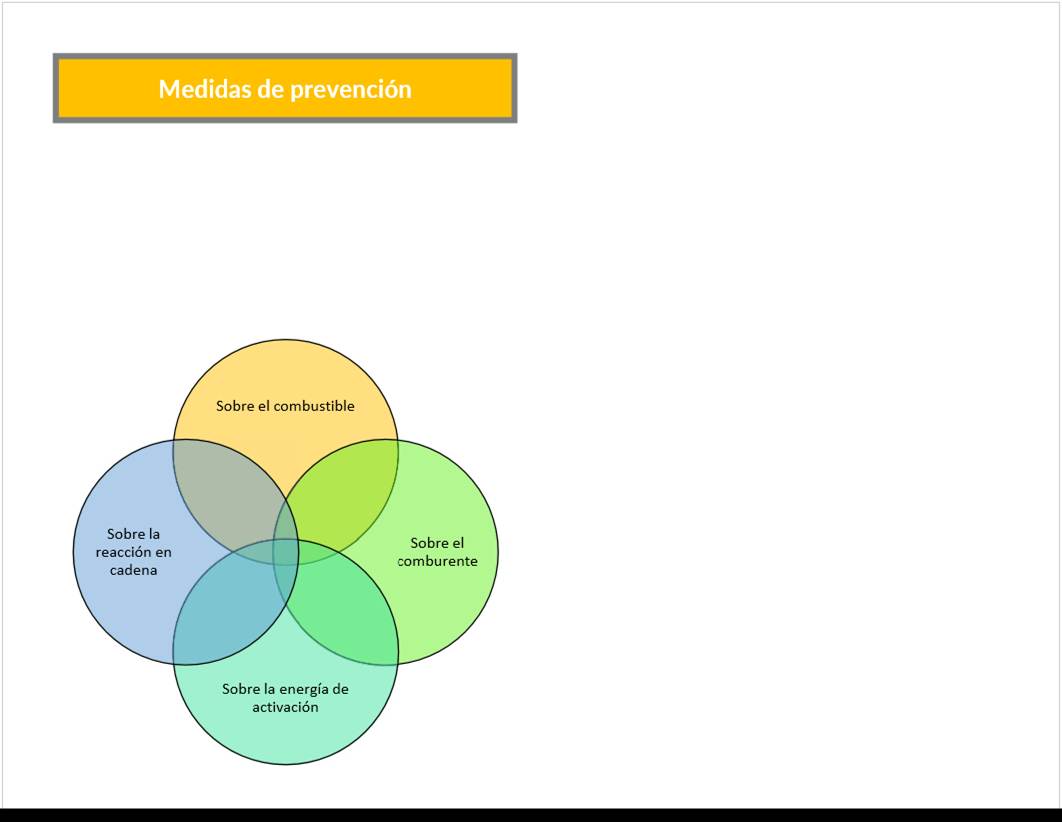 Medidas de prevención
Sobre el combustible
Sobre la
reacción en
cadena
Sobre el
comburente
Sobre la energía de
activación